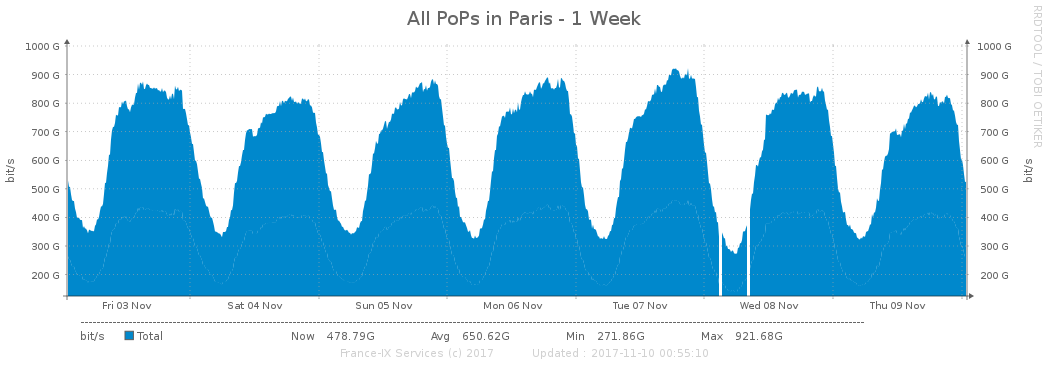 All PoPs in Paris - 1 Week
RRDTOOL / TOBI OETIKER
1000 G 1000 G
900 G 900 G
800 G 800 G
700 G 700 G
600 G 600 G
500 G 500 G
400 G 400 G
300 G 300 G
200 G 200 G
bit/s bit/s
Fri 03 Nov Sat 04 Nov Sun 05 Nov Mon 06 Nov Tue 07 Nov Wed 08 Nov Thu 09 Nov
bit/s Total Now 478.79G Avg 650.62G Min 271.86G Max 921.68G
France-IX Services (c) 2017 Updated : 2017-11-10 00:55:10